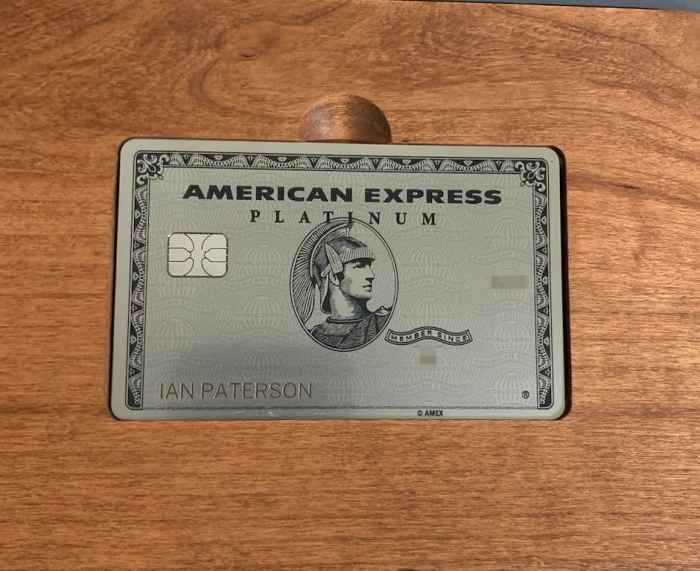 AMERICAN EXPRESS
PLATINUM
MEMBER SINCE
IAN PATERSON
®
© AMEX